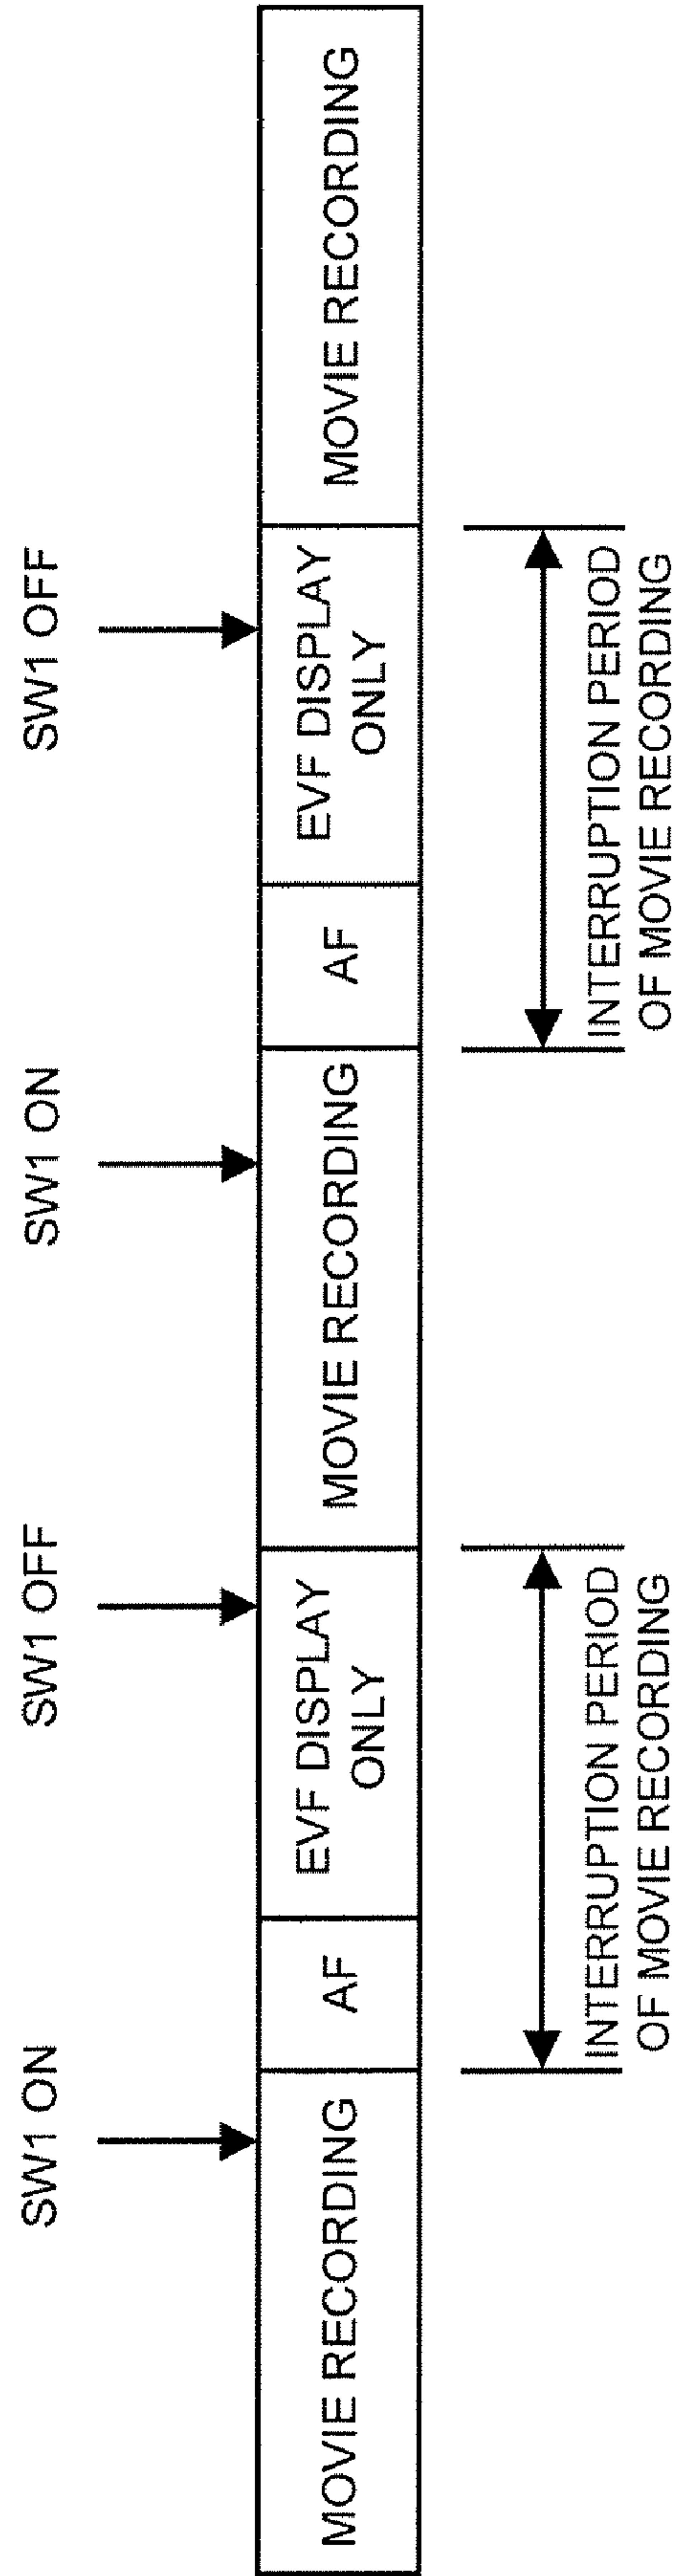 SW1 ON
SW1 OFF
SW1 ON
SW1 OFF
MOVIE RECORDING
AF
EVF DISPLAY
ONLY
MOVIE RECORDING
AF
EVF DISPLAY
ONLY
MOVIE RECORDING
INTERRUPTION PERIOD
OF MOVIE RECORDING
INTERRUPTION PERIOD
OF MOVIE RECORDING